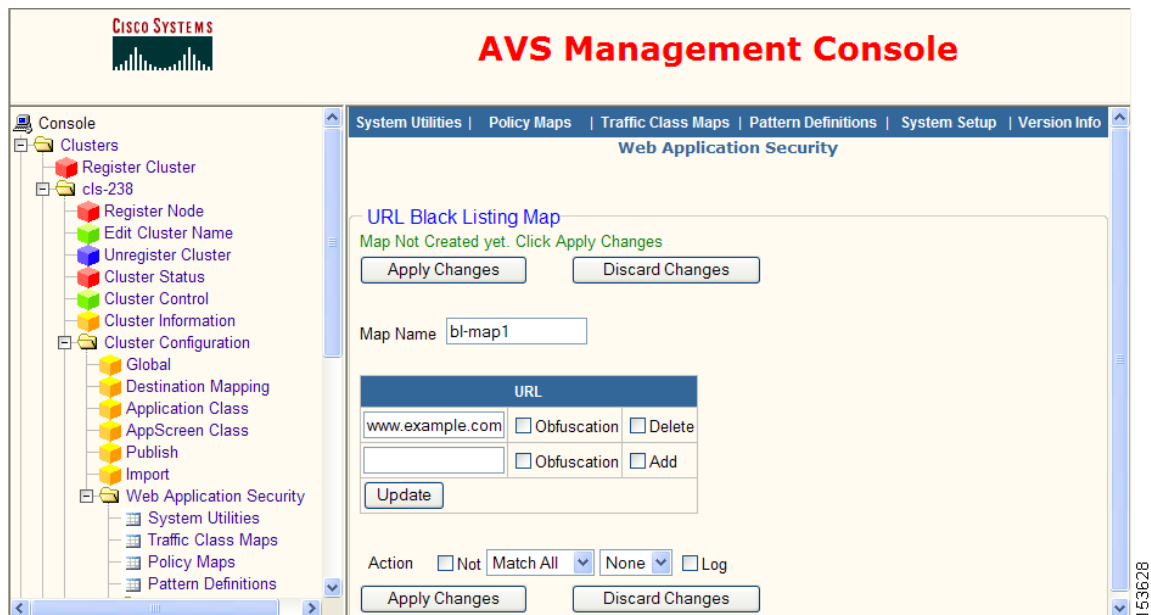 CISCO SYSTEMS
AVS Management Console
Console
Clusters
Register Cluster
cls-238
Register Node
Edit Cluster Name
Unregister Cluster
Cluster Status
Cluster Control
Cluster Information
Cluster Configuration
Global
Destination Mapping
Application Class
AppScreen Class
Publish
Import
Web Application Security
System Utilities
Traffic Class Maps
Policy Maps
Pattern Definitions
System Utilities | Policy Maps | Traffic Class Maps | Pattern Definitions | System Setup | Version Info
Web Application Security
URL Black Listing Map
Map Not Created yet. Click Apply Changes
Apply Changes Discard Changes
Map Name bl-map1
URL
www.example.com Obfuscation Delete
Obfuscation Add
Update
Action Not Match All None Log
Apply Changes Discard Changes
153628